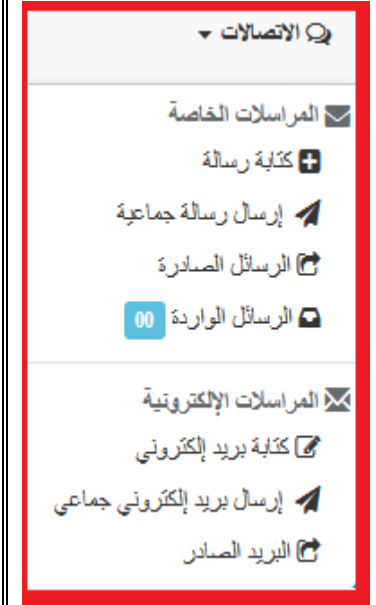 الاتصالات
المراسلات الخاصة
كتابة رسالة
إرسال رسالة جماعية
الرسائل الصادرة
الرسائل الواردة 00
المراسلات الإلكترونية
كتابة بريد إلكتروني
إرسال بريد إلكتروني جماعي
البريد الصادر